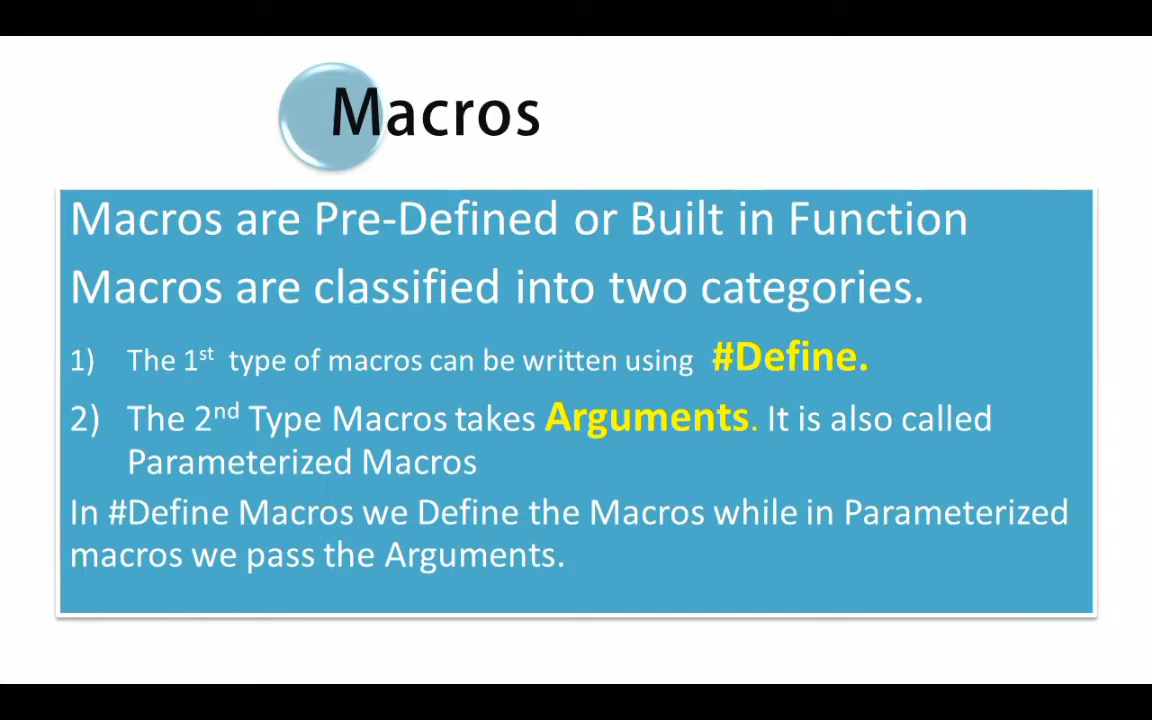 Macros
Macros are Pre-Defined or Built in Function
Macros are classified into two categories.
1) The 1st type of macros can be written using #Define.
2) The 2nd Type Macros takes Arguments. It is also called
Parameterized Macros
In #Define Macros we Define the Macros while in Parameterized
macros we pass the Arguments.